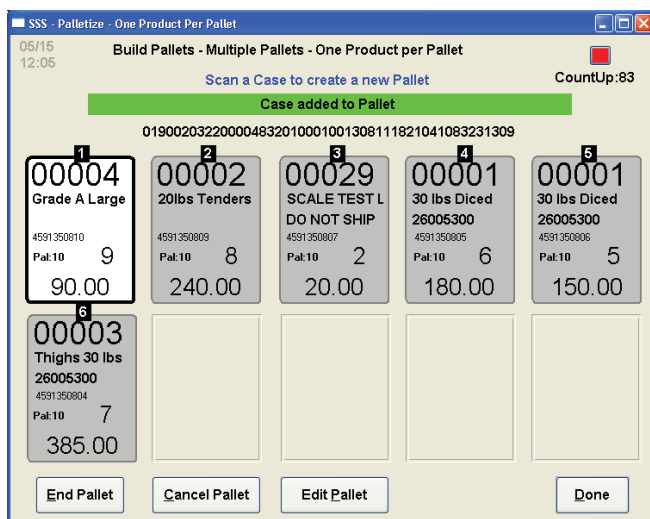 SSS - Palletize - One Product Per Pallet
05/15
12:05
Build Pallets - Multiple Pallets - One Product per Pallet
CountUp:83
Scan a Case to create a new Pallet
Case added to Pallet
019002032200004832010001001308111821041083231309
1
00004
Grade A Large
4591350810
Pal:10 9
90.00
2
00002
20lbs Tenders
4591350809
Pal:10 8
240.00
3
00029
SCALE TEST L
DO NOT SHIP
4591350807
Pal:10 2
20.00
4
00001
30 lbs Diced
26005300
4591350805
Pal:10 6
180.00
5
00001
30 lbs Diced
26005300
4591350806
Pal:10 5
150.00
6
00003
Thighs 30 lbs
26005300
4591350804
Pal:10 7
385.00
End Pallet
Cancel Pallet
Edit Pallet
Done